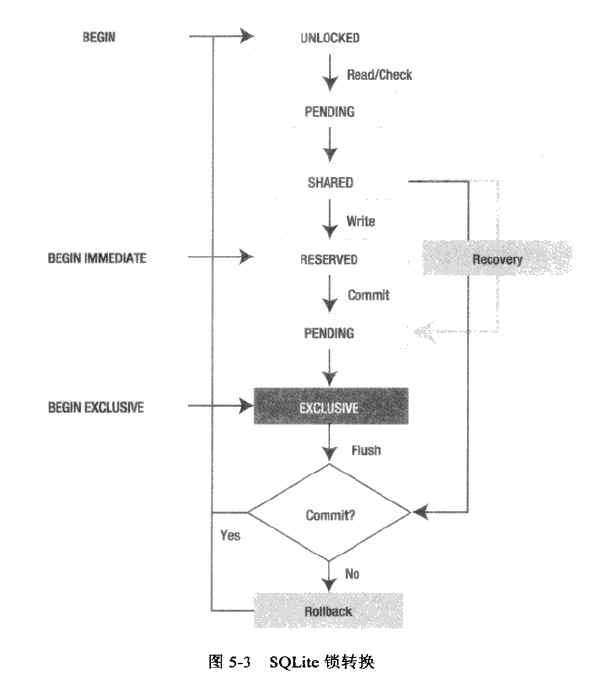 BEGIN
UNLOCKED
Read/Check
PENDING
SHARED
Write
BEGIN IMMEDIATE
RESERVED
Recovery
Commit
PENDING
BEGIN EXCLUSIVE
EXCLUSIVE
Flush
Commit?
Yes
No
Rollback
图 5-3 SQLite 锁转换